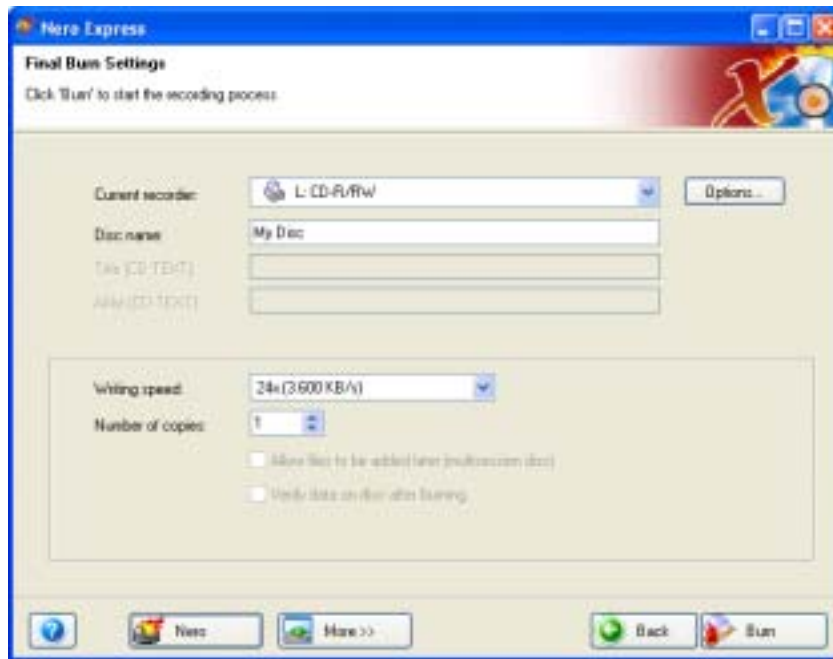 Nero Express
Final Burn Settings
Click 'Burn' to start the recording process
Current recorder: L: CD-R/RW Options...
Disc name: My Disc
Title (CD TEXT):
Artist (CD TEXT):
Writing speed: 24x (3.600 KB/s)
Number of copies: 1
Allow files to be added later (multisession disc)
Verify data on disc after burning
Nero More >> Back Burn